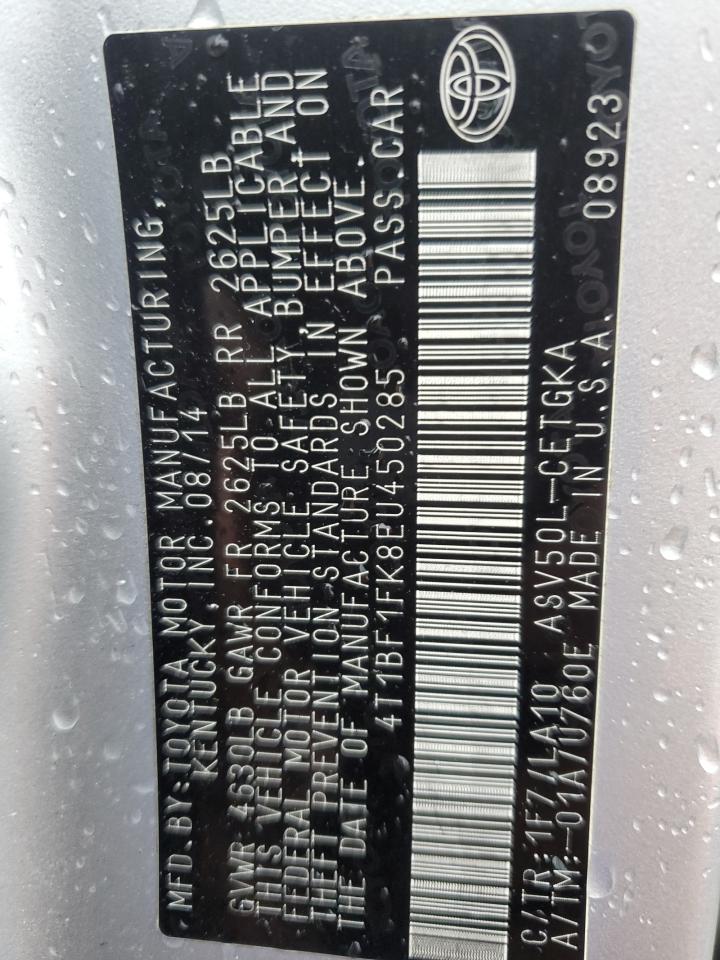 MFD.BY:TOYOTA MOTOR MANUFACTURING,
KENTUCKY INC.08/14
GVWR 4630LB GAWR FR 2625LB RR 2625LB
THIS VEHICLE CONFORMS TO ALL APPLICABLE
FEDERAL MOTOR VEHICLE SAFETY BUMPER AND
THEFT PREVENTION STANDARDS IN EFFECT ON
THE DATE OF MANUFACTURE SHOWN ABOVE.
4T1BF1FK8EU450285 PASS.CAR
C/TR:1F7/LA10 ASV50L-CETGKA 08923
A/TM:-01A/U760E MADE IN U.S.A.